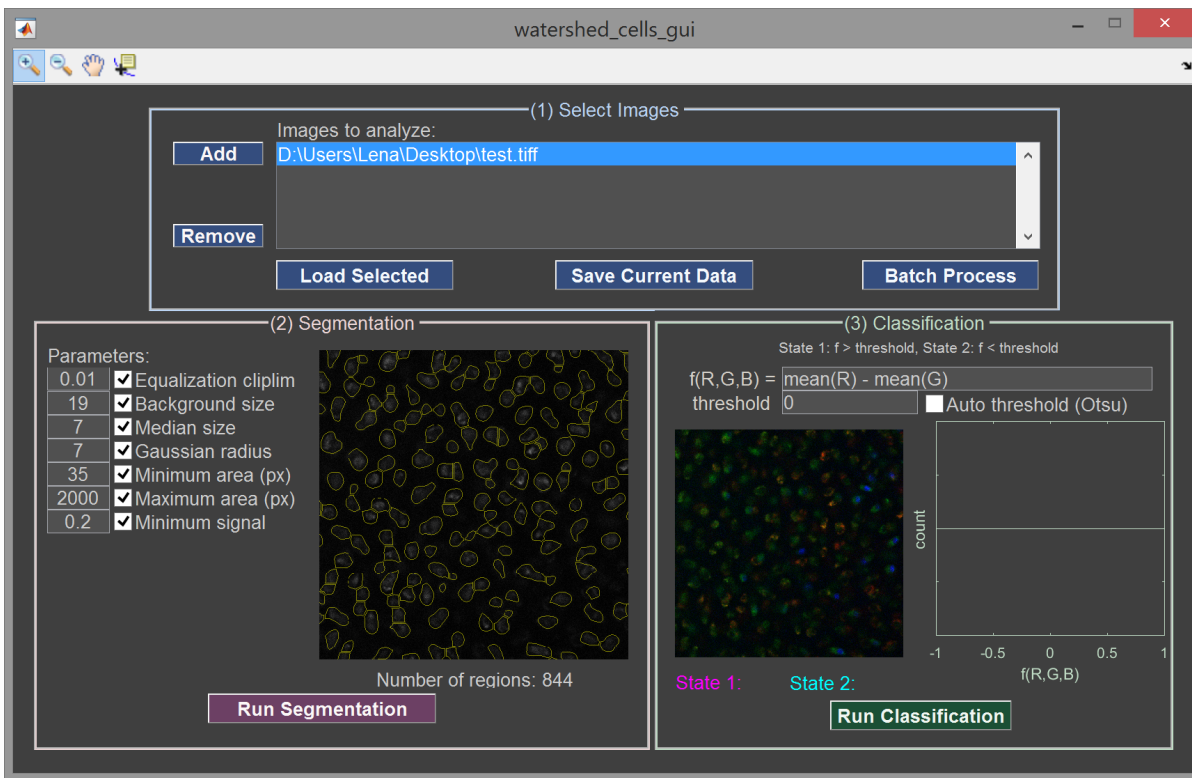 watershed_cells_gui
(1) Select Images
Images to analyze:
Add
D:\Users\Lena\Desktop\test.tiff
Remove
Load Selected
Save Current Data
Batch Process
(2) Segmentation
Parameters:
0.01 Equalization cliplim
19 Background size
7 Median size
7 Gaussian radius
35 Minimum area (px)
2000 Maximum area (px)
0.2 Minimum signal
Number of regions: 844
Run Segmentation
(3) Classification
State 1: f > threshold, State 2: f < threshold
f(R,G,B) = mean(R) - mean(G)
threshold 0 Auto threshold (Otsu)
count
-1 -0.5 0 0.5 1
f(R,G,B)
State 1: State 2:
Run Classification